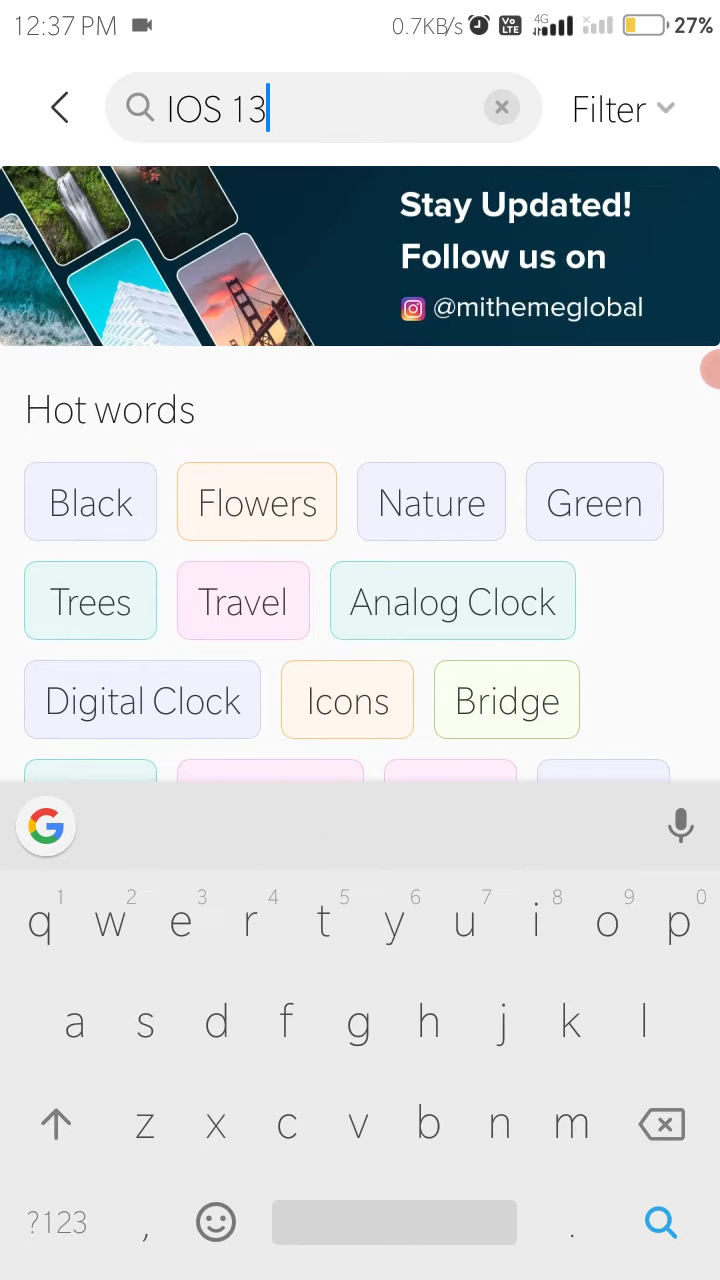 12:37 PM 0.7KB/s Vo LTE 4G 27%
IOS 13 Filter
Stay Updated!
Follow us on
@mithemeglobal
Hot words
Black Flowers Nature Green
Trees Travel Analog Clock
Digital Clock Icons Bridge
G
1 2 3 4 5 6 7 8 9 0
q w e r t y u i o p
a s d f g h j k l
z x c v b n m
?123 , .